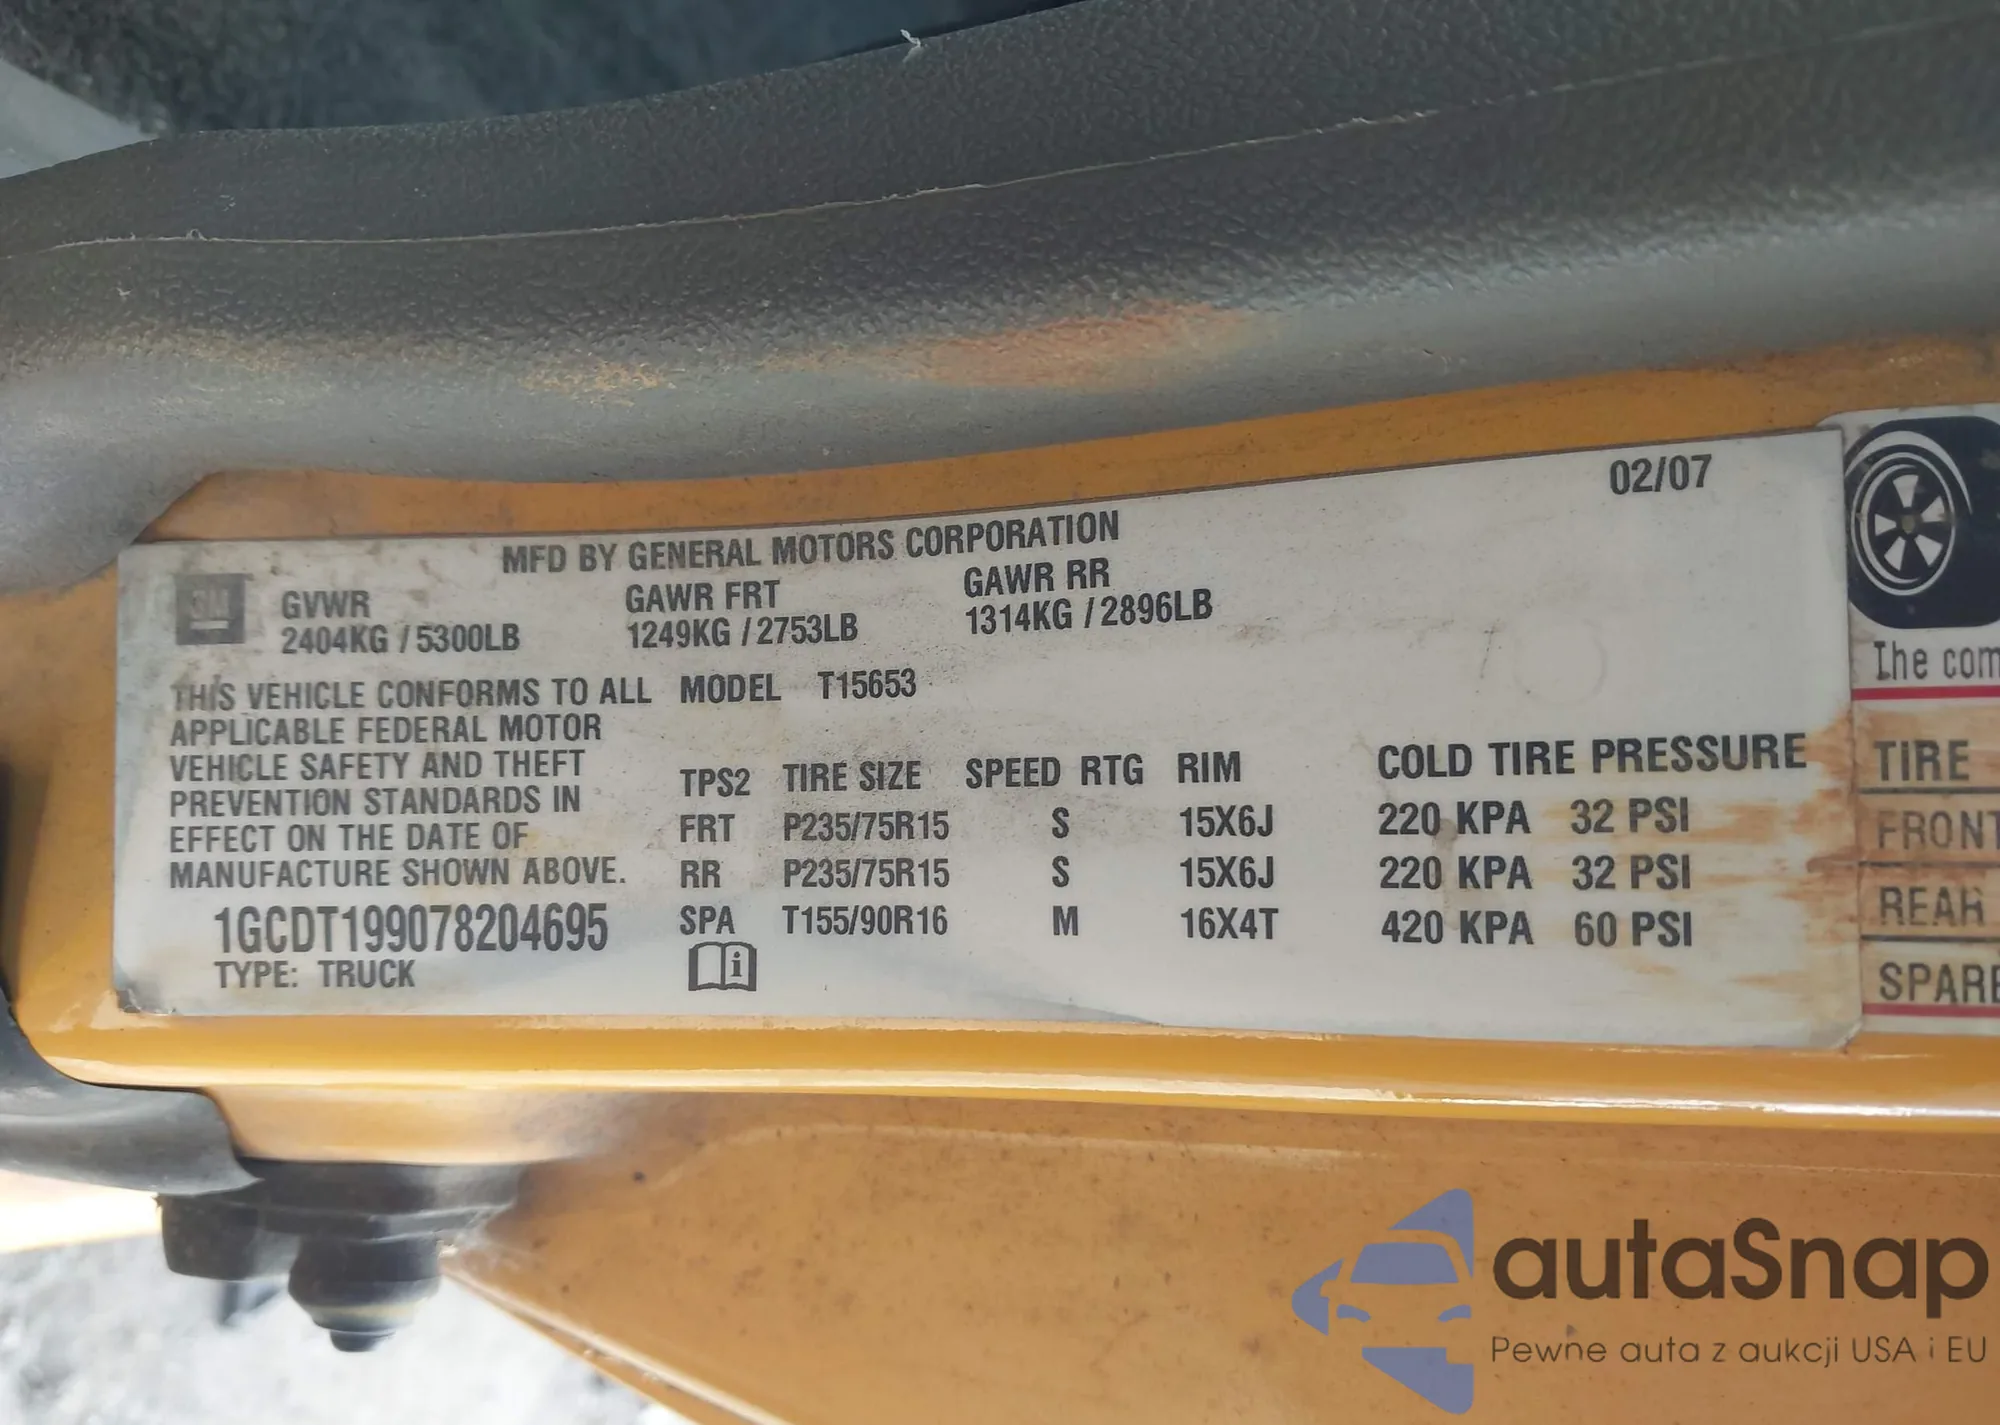 02/07
MFD BY GENERAL MOTORS CORPORATION
GM
GVWR GAWR FRT GAWR RR
2404KG / 5300LB 1249KG / 2753LB 1314KG / 2896LB
THIS VEHICLE CONFORMS TO ALL
APPLICABLE FEDERAL MOTOR
VEHICLE SAFETY AND THEFT
PREVENTION STANDARDS IN
EFFECT ON THE DATE OF
MANUFACTURE SHOWN ABOVE.
1GCDT199078204695
TYPE: TRUCK
MODEL T15653
TPS2 TIRE SIZE SPEED RTG RIM COLD TIRE PRESSURE
FRT P235/75R15 S 15X6J 220 KPA 32 PSI
RR P235/75R15 S 15X6J 220 KPA 32 PSI
SPA T155/90R16 M 16X4T 420 KPA 60 PSI
i
The com
TIRE
FRONT
REAR
SPARE
autaSnap
Pewne auta z aukcji USA i EU